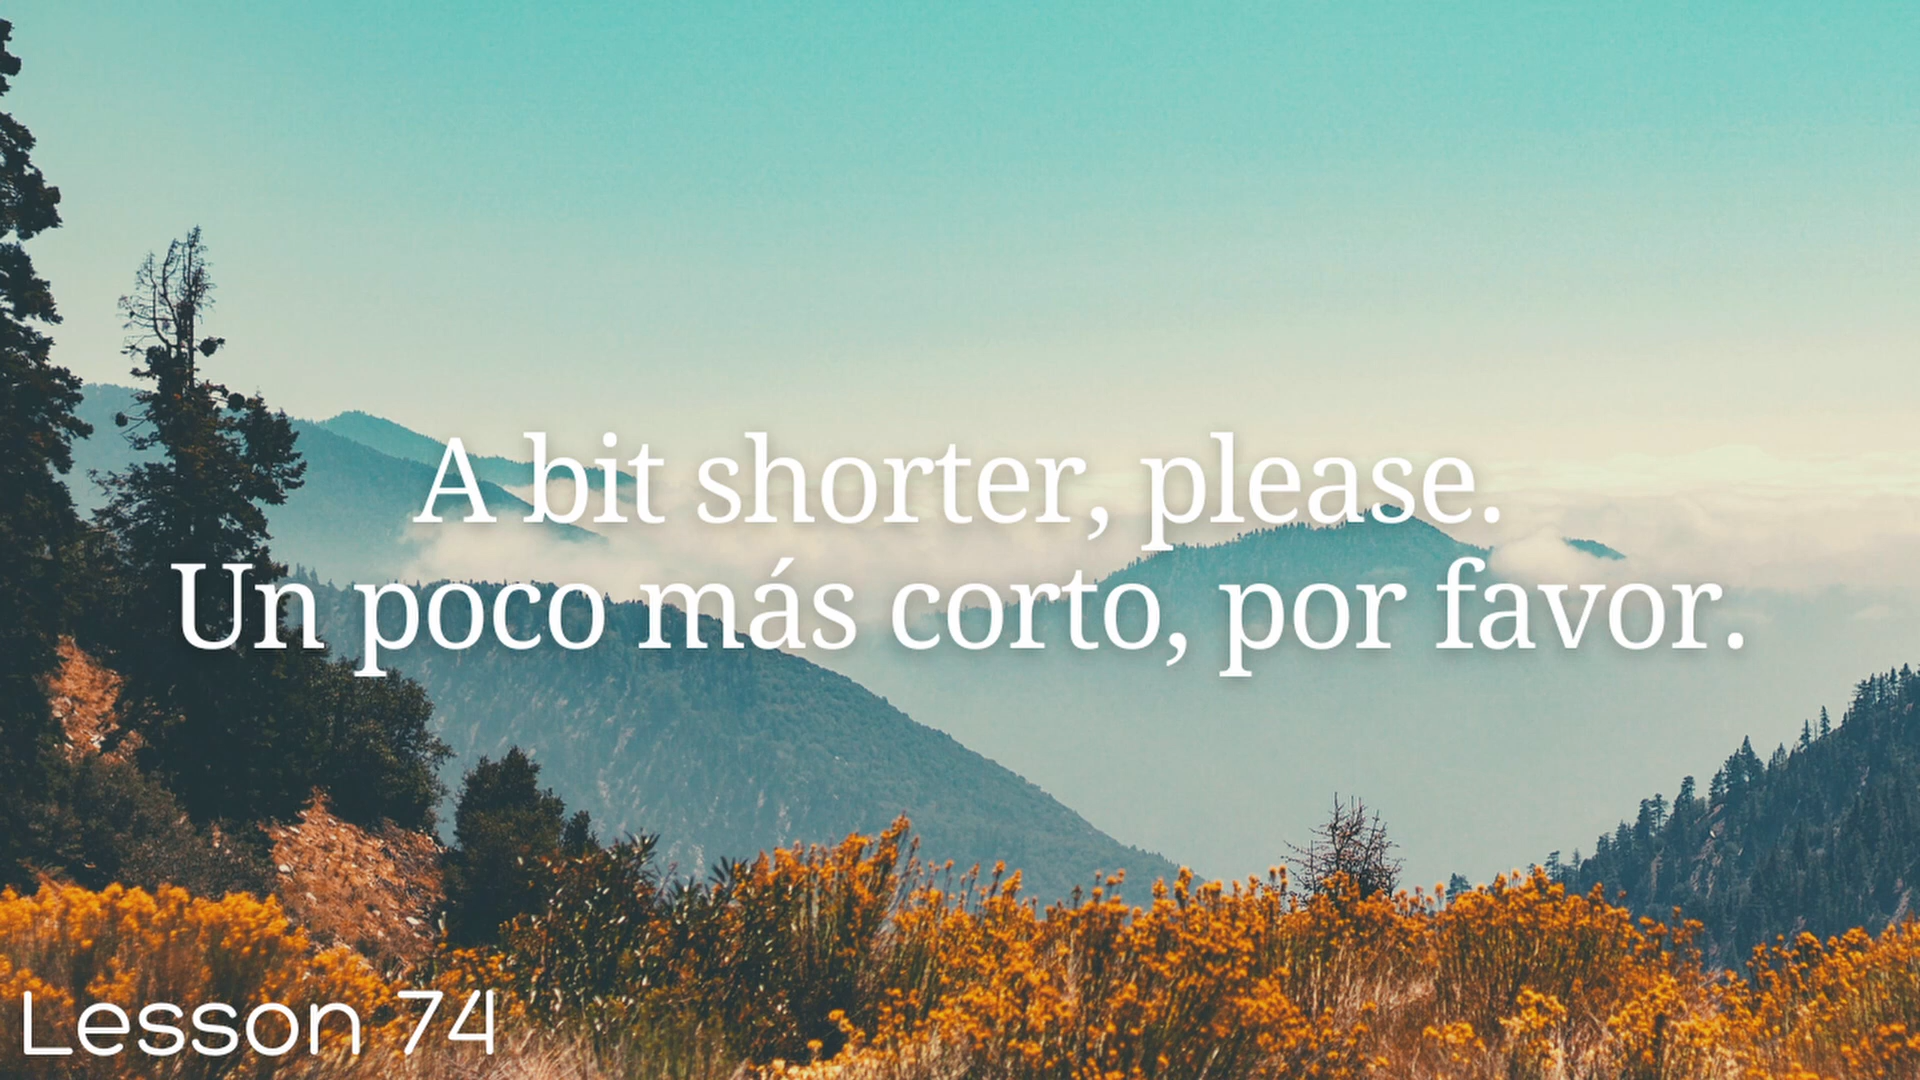 A bit shorter, please.
Un poco más corto, por favor.
Lesson 74